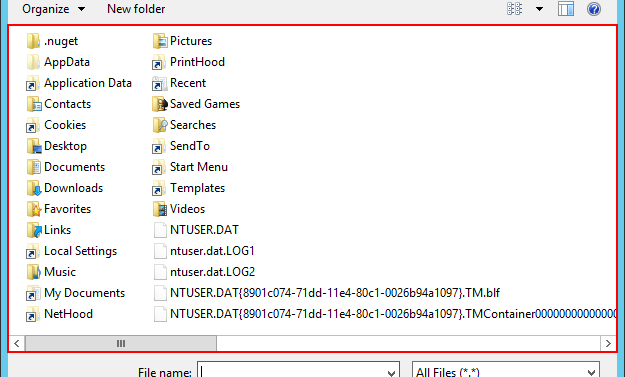 Organize New folder
.nuget
AppData
Application Data
Contacts
Cookies
Desktop
Documents
Downloads
Favorites
Links
Local Settings
Music
My Documents
NetHood
Pictures
PrintHood
Recent
Saved Games
Searches
SendTo
Start Menu
Templates
Videos
NTUSER.DAT
ntuser.dat.LOG1
ntuser.dat.LOG2
NTUSER.DAT{8901c074-71dd-11e4-80c1-0026b94a1097}.TM.blf
NTUSER.DAT{8901c074-71dd-11e4-80c1-0026b94a1097}.TMContainer00000000000000
File name: All Files (*.*)